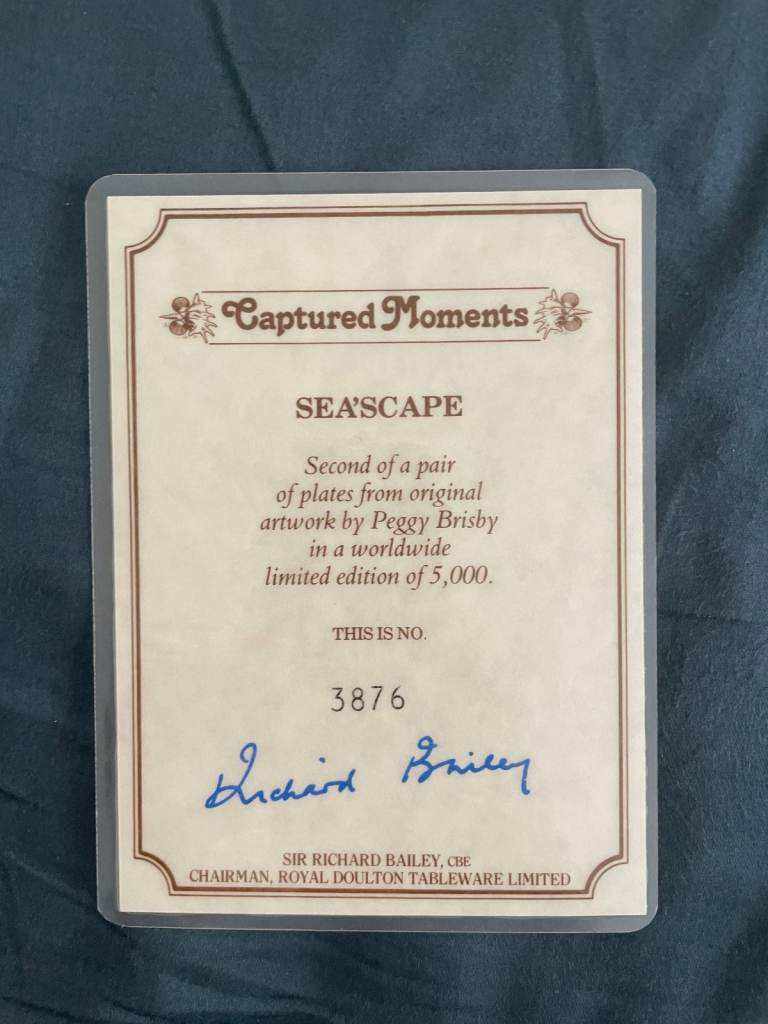 Captured Moments
SEA'SCAPE
Second of a pair
of plates from original
artwork by Peggy Brisby
in a worldwide
limited edition of 5,000.
THIS IS NO.
3876
Richard Bailey
SIR RICHARD BAILEY, CBE
CHAIRMAN, ROYAL DOULTON TABLEWARE LIMITED